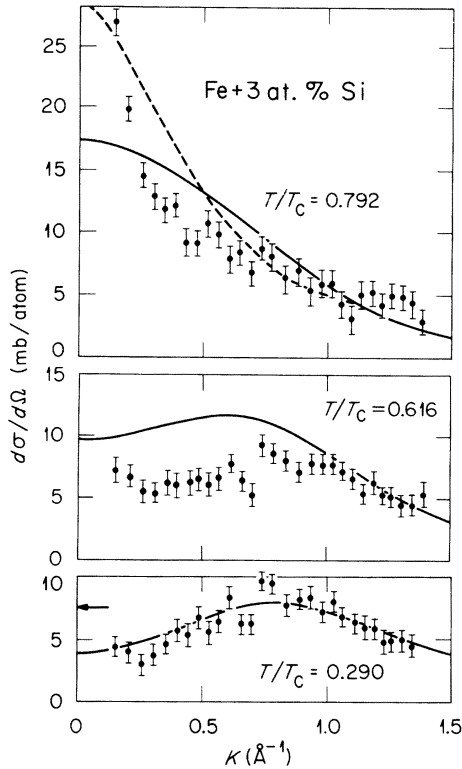 25
20
15
10
5
0
Fe+3 at. % Si
T/T_C = 0.792
dσ/dΩ (mb/atom)
15
10
5
0
T/T_C = 0.616
10
5
0
T/T_C = 0.290
0 0.5 1.0 1.5
K (Å⁻¹)